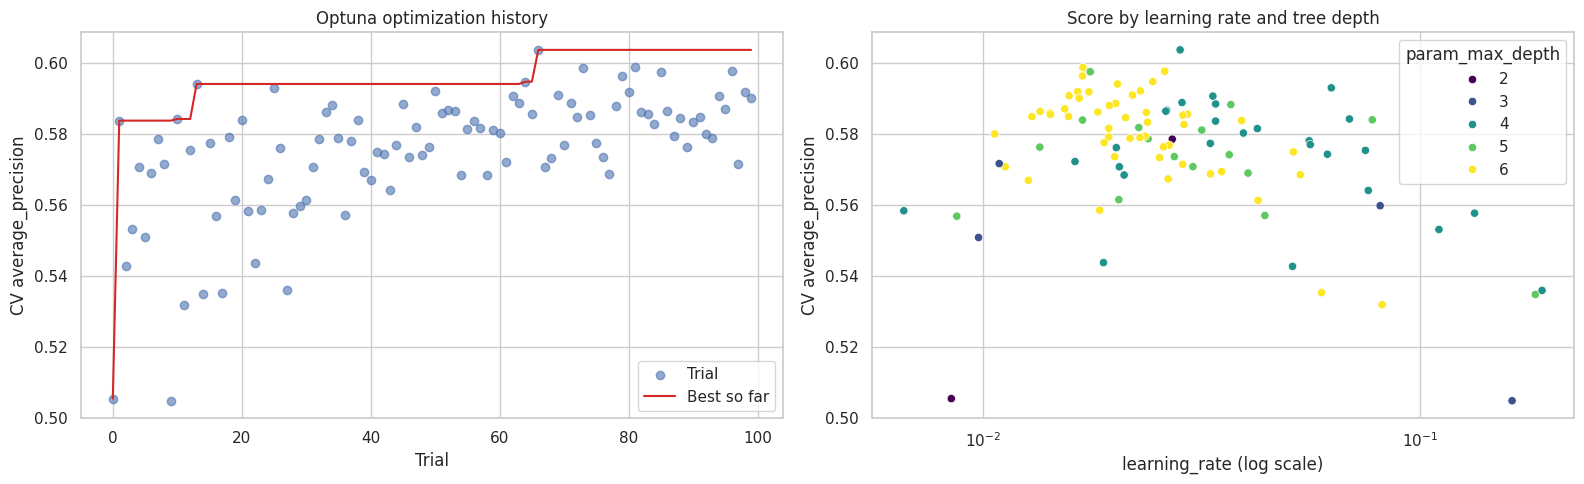 Optuna optimization history
CV average_precision
0.60
0.58
0.56
0.54
0.52
0.50
0
20
40
60
80
100
Trial
Trial
Best so far
Score by learning rate and tree depth
CV average_precision
0.60
0.58
0.56
0.54
0.52
0.50
10⁻²
10⁻¹
learning_rate (log scale)
param_max_depth
2
3
4
5
6